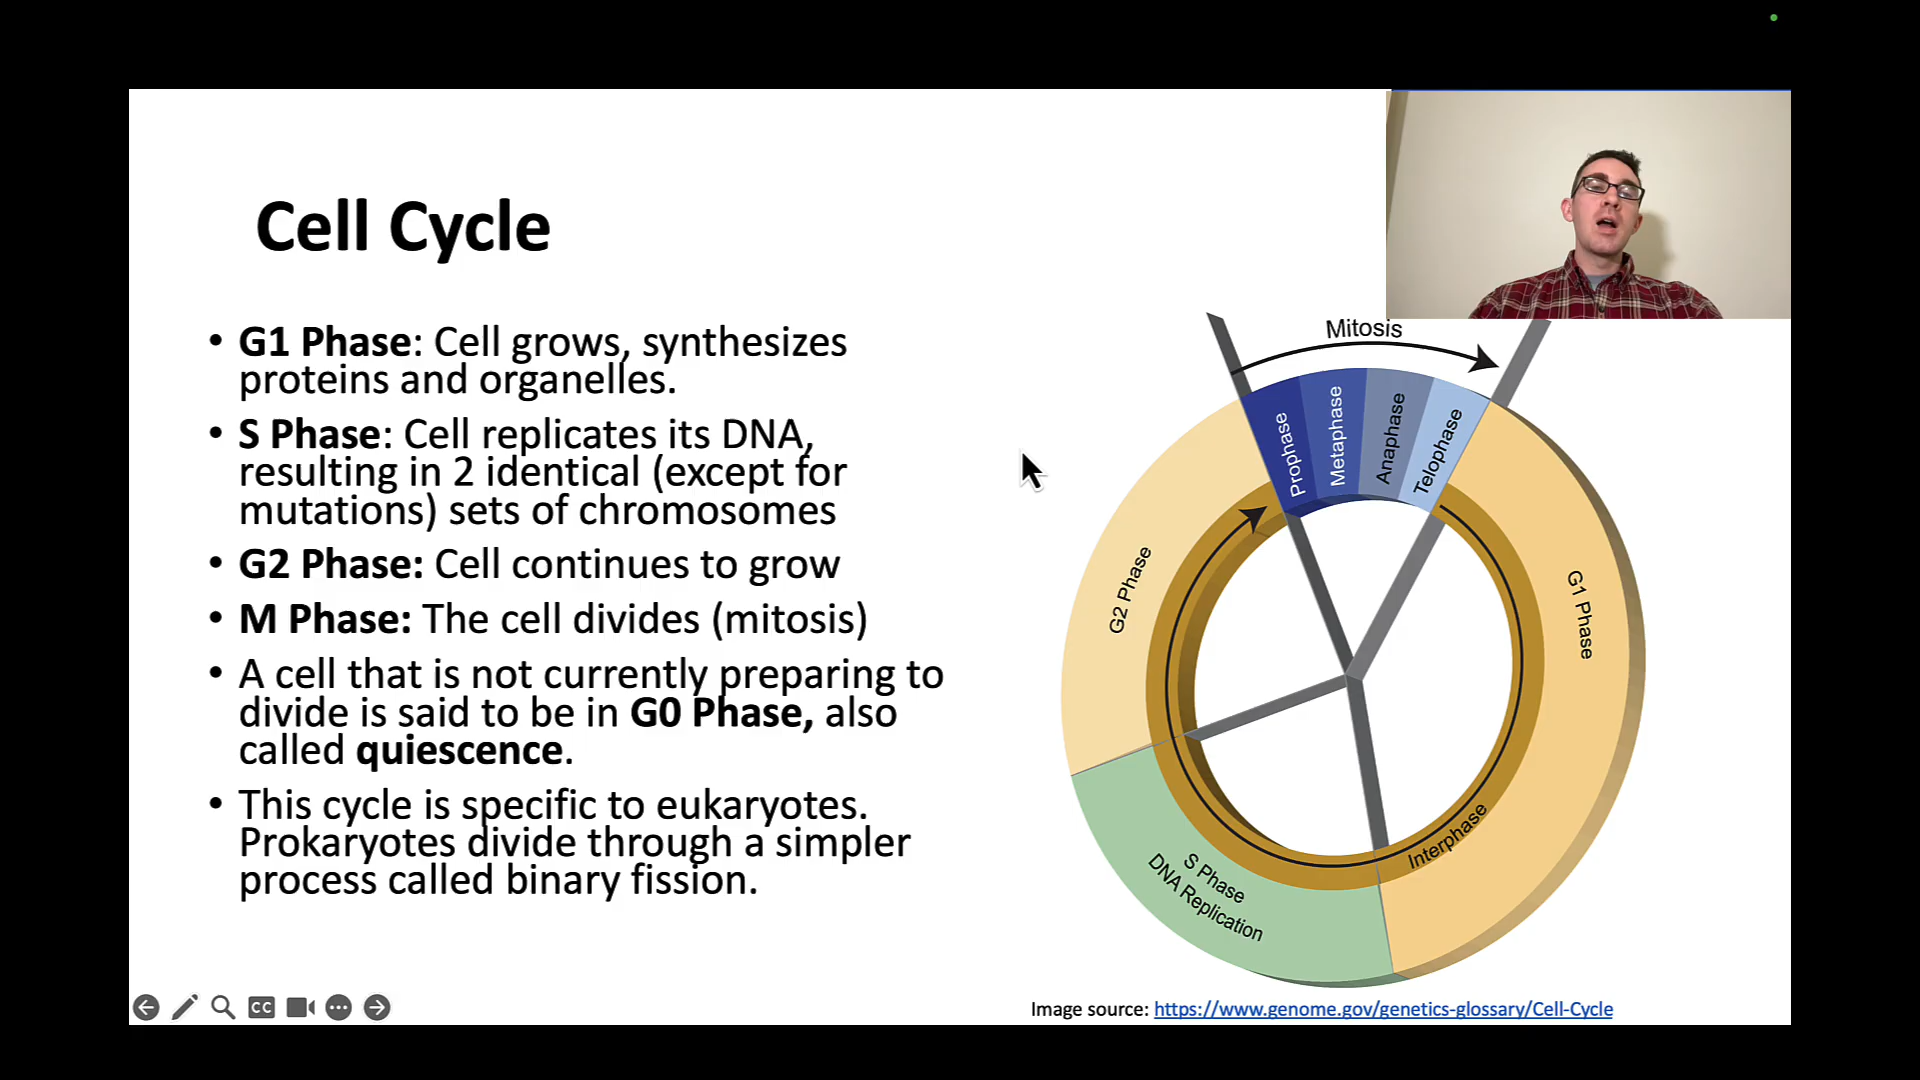 Cell Cycle
• G1 Phase: Cell grows, synthesizes
proteins and organelles.
• S Phase: Cell replicates its DNA,
resulting in 2 identical (except for
mutations) sets of chromosomes
• G2 Phase: Cell continues to grow
• M Phase: The cell divides (mitosis)
• A cell that is not currently preparing to
divide is said to be in G0 Phase, also
called quiescence.
• This cycle is specific to eukaryotes.
Prokaryotes divide through a simpler
process called binary fission.
Mitosis
Prophase
Metaphase
Anaphase
Telophase
G2 Phase
G1 Phase
Interphase
S Phase
DNA Replication
Image source: https://www.genome.gov/genetics-glossary/Cell-Cycle
CC